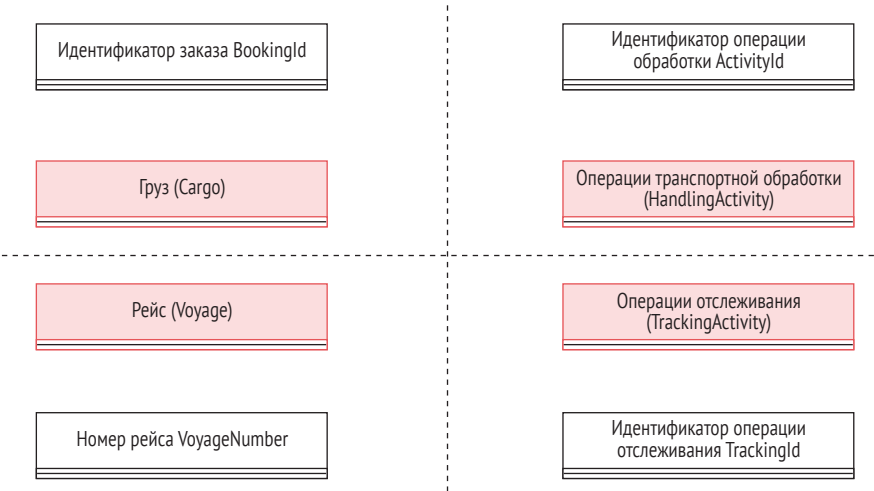 Идентификатор заказа BookingId
Идентификатор операции
обработки ActivityId
Груз (Cargo)
Операции транспортной обработки
(HandlingActivity)
Рейс (Voyage)
Операции отслеживания
(TrackingActivity)
Номер рейса VoyageNumber
Идентификатор операции
отслеживания TrackingId